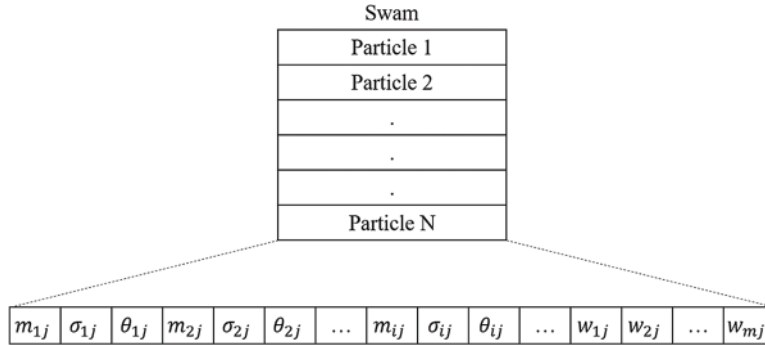 Swam
Particle 1
Particle 2
.
.
.
Particle N
m₁ⱼ σ₁ⱼ θ₁ⱼ m₂ⱼ σ₂ⱼ θ₂ⱼ … mᵢⱼ σᵢⱼ θᵢⱼ … w₁ⱼ w₂ⱼ … wₘⱼ